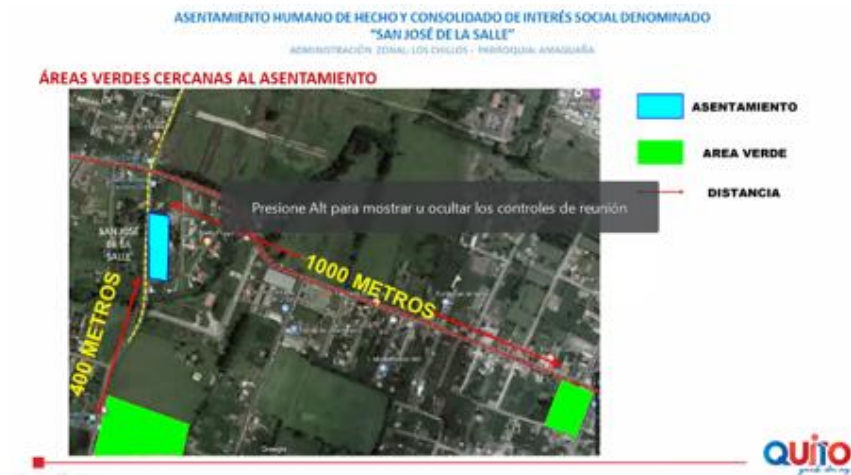 ASENTAMIENTO HUMANO DE HECHO Y CONSOLIDADO DE INTERÉS SOCIAL DENOMINADO
"SAN JOSÉ DE LA SALLE"
ADMINISTRACIÓN ZONAL: LOS CHILLOS - PARROQUIA: AMAGUAÑA
ÁREAS VERDES CERCANAS AL ASENTAMIENTO
ASENTAMIENTO
AREA VERDE
DISTANCIA
Presione Alt para mostrar u ocultar los controles de reunión
SAN JOSÉ
DE LA
SALLE
1000 METROS
400 METROS
QUITO